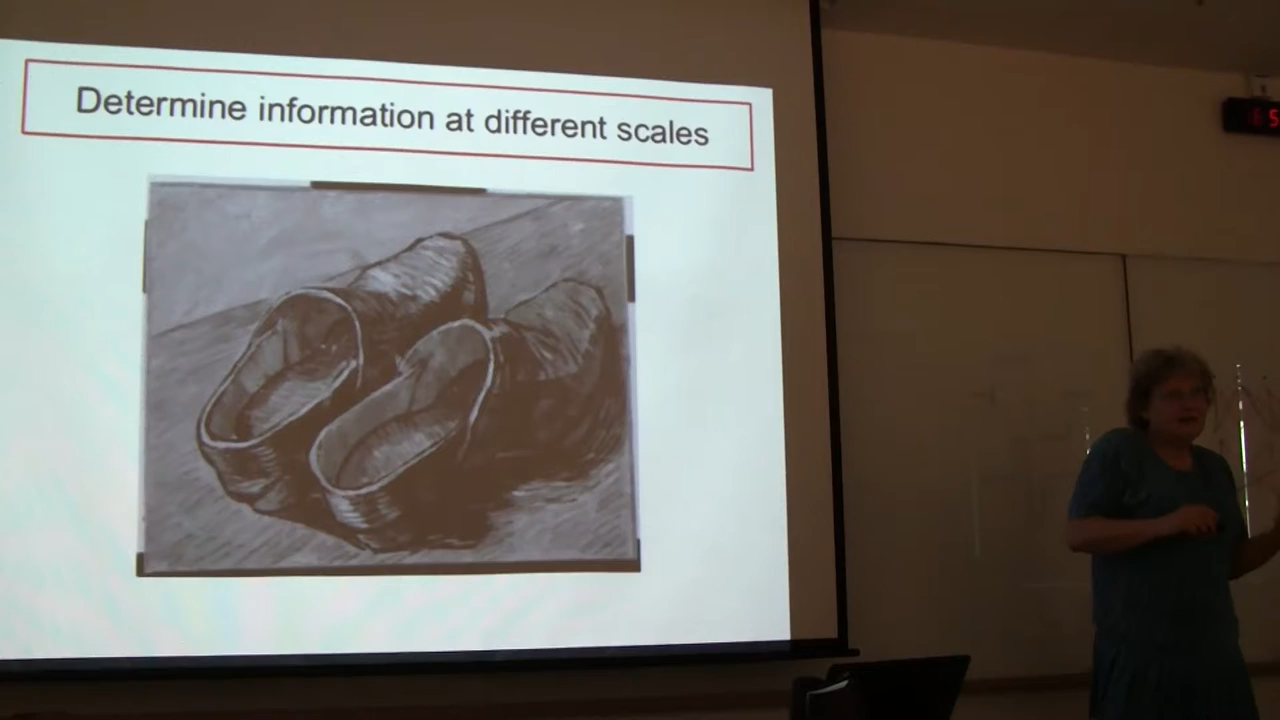 Determine information at different scales